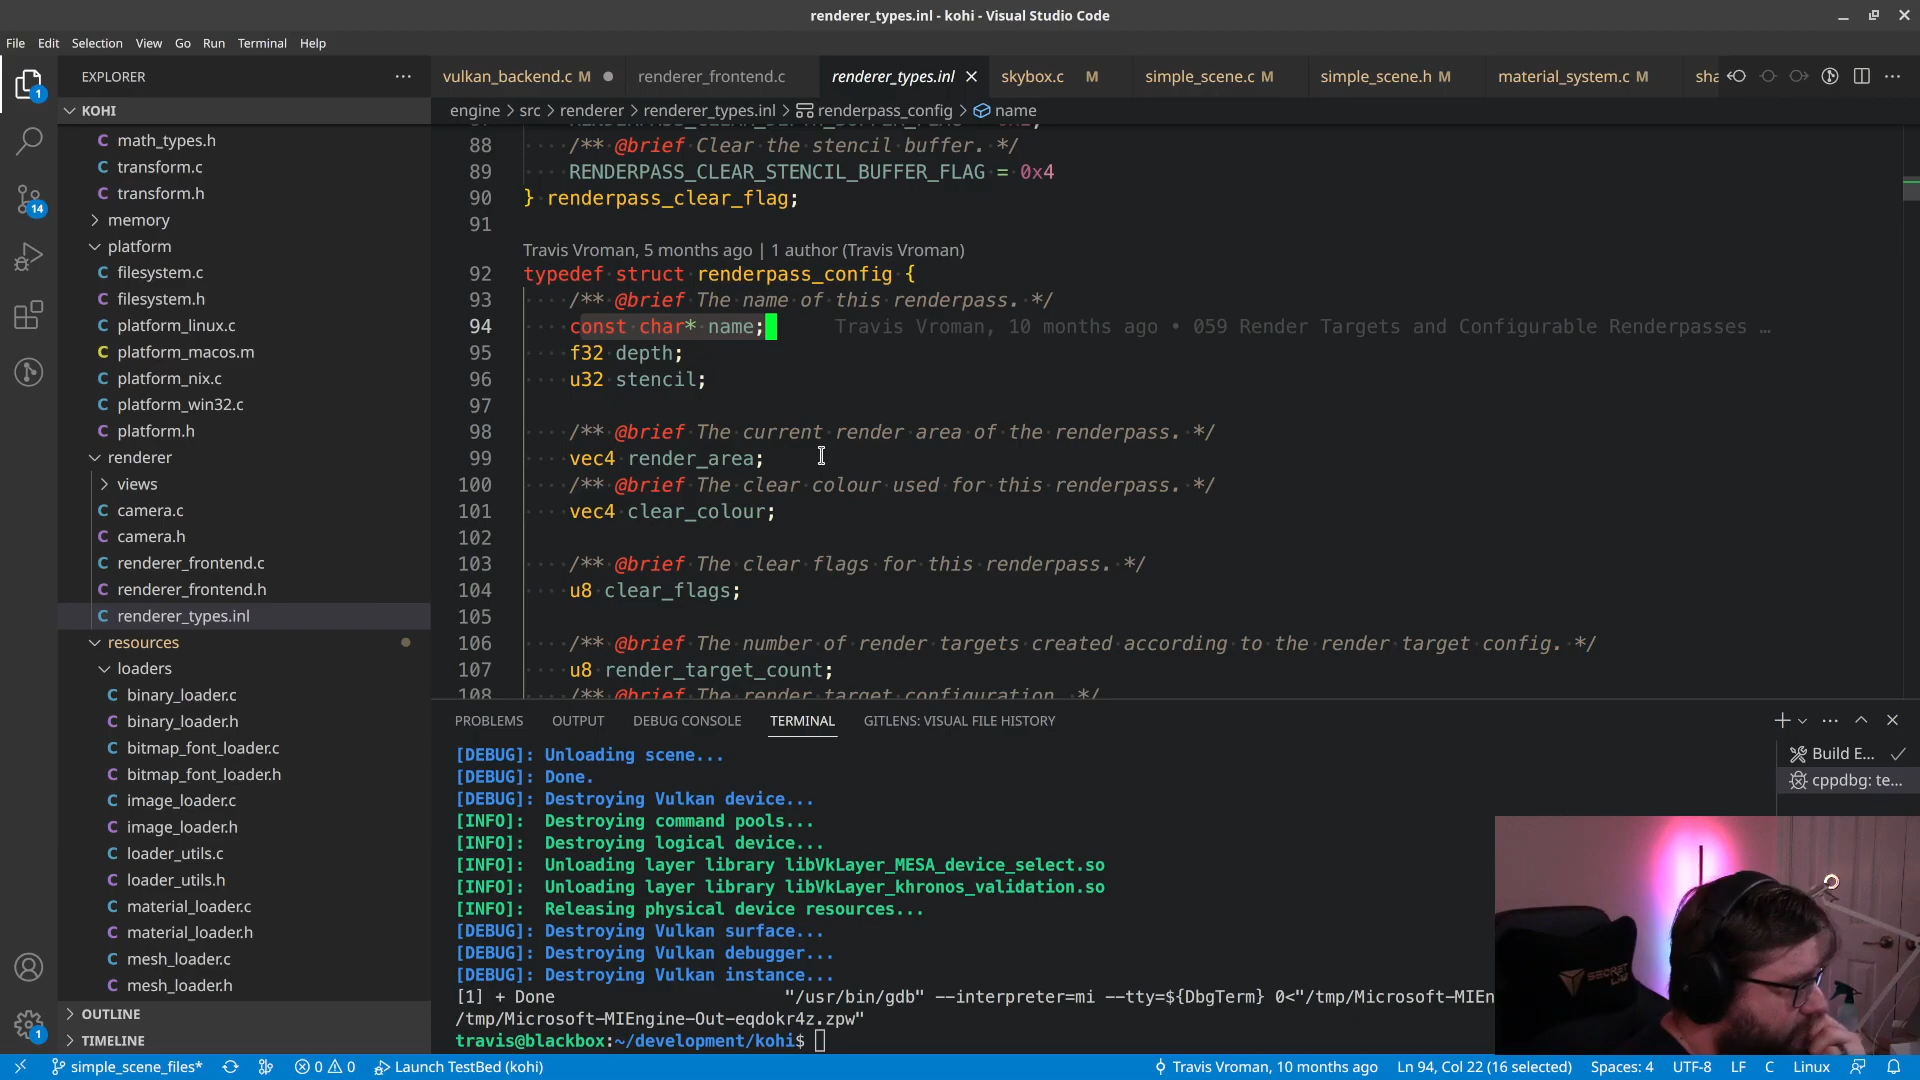 renderer_types.inl - kohi - Visual Studio Code
File Edit Selection View Go Run Terminal Help
EXPLORER
KOHI
math_types.h
transform.c
transform.h
memory
platform
filesystem.c
filesystem.h
platform_linux.c
platform_macos.m
platform_nix.c
platform_win32.c
platform.h
renderer
views
camera.c
camera.h
renderer_frontend.c
renderer_frontend.h
renderer_types.inl
resources
loaders
binary_loader.c
binary_loader.h
bitmap_font_loader.c
bitmap_font_loader.h
image_loader.c
image_loader.h
loader_utils.c
loader_utils.h
material_loader.c
material_loader.h
mesh_loader.c
mesh_loader.h
OUTLINE
TIMELINE
1
14
1
vulkan_backend.c M renderer_frontend.c renderer_types.inl skybox.c M simple_scene.c M simple_scene.h M material_system.c M sha
engine > src > renderer > renderer_types.inl > renderpass_config > name
88 /** @brief Clear the stencil buffer. */
89 RENDERPASS_CLEAR_STENCIL_BUFFER_FLAG = 0x4
90 } renderpass_clear_flag;
91
Travis Vroman, 5 months ago | 1 author (Travis Vroman)
92 typedef struct renderpass_config {
93 /** @brief The name of this renderpass. */
94 const char* name; Travis Vroman, 10 months ago • 059 Render Targets and Configurable Renderpasses …
95 f32 depth;
96 u32 stencil;
97
98 /** @brief The current render area of the renderpass. */
99 vec4 render_area;
100 /** @brief The clear colour used for this renderpass. */
101 vec4 clear_colour;
102
103 /** @brief The clear flags for this renderpass. */
104 u8 clear_flags;
105
106 /** @brief The number of render targets created according to the render target config. */
107 u8 render_target_count;
108 /** @brief The render target configuration. */
PROBLEMS OUTPUT DEBUG CONSOLE TERMINAL GITLENS: VISUAL FILE HISTORY
[DEBUG]: Unloading scene...
[DEBUG]: Done.
[DEBUG]: Destroying Vulkan device...
[INFO]: Destroying command pools...
[INFO]: Destroying logical device...
[INFO]: Unloading layer library libVkLayer_MESA_device_select.so
[INFO]: Unloading layer library libVkLayer_khronos_validation.so
[INFO]: Releasing physical device resources...
[DEBUG]: Destroying Vulkan surface...
[DEBUG]: Destroying Vulkan debugger...
[DEBUG]: Destroying Vulkan instance...
[1] + Done "/usr/bin/gdb" --interpreter=mi --tty=${DbgTerm} 0<"/tmp/Microsoft-MIEn
/tmp/Microsoft-MIEngine-Out-eqdokr4z.zpw"
travis@blackbox:~/development/kohi$
Build E...
cppdbg: te...
simple_scene_files* 0 0 Launch TestBed (kohi) Travis Vroman, 10 months ago Ln 94, Col 22 (16 selected) Spaces: 4 UTF-8 LF C Linux